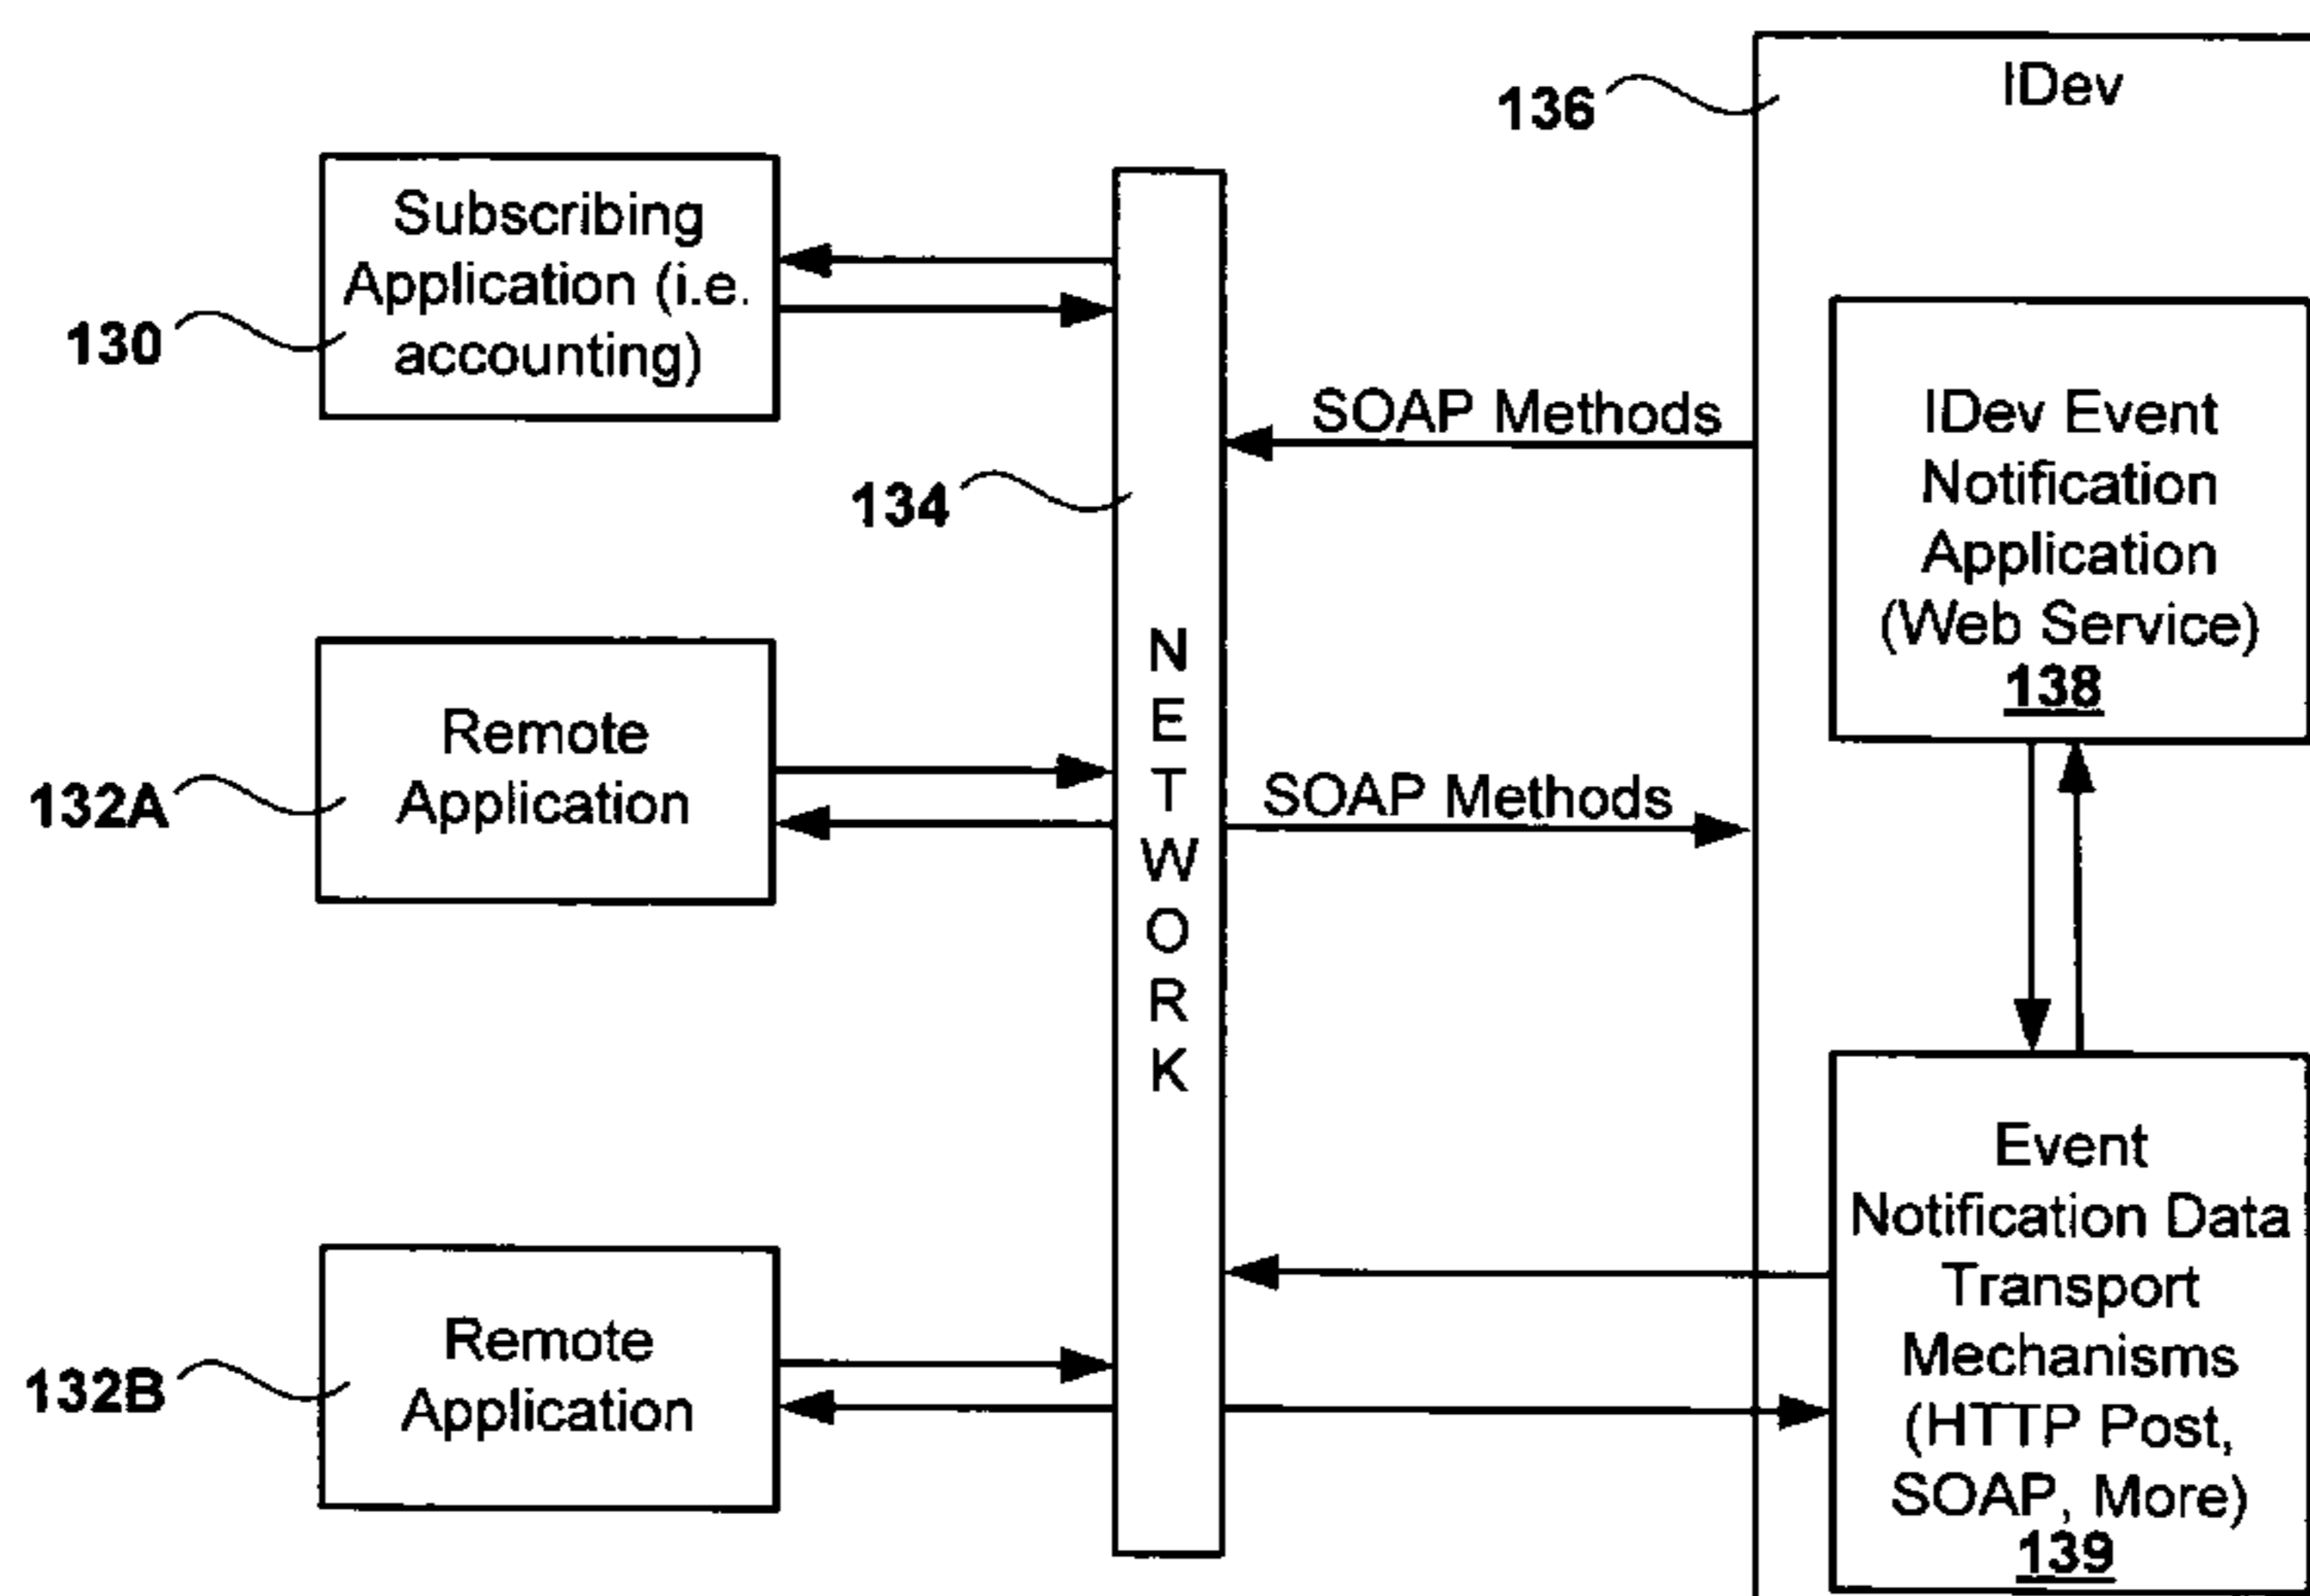 IDev
136
Subscribing
Application (i.e.
accounting)
130
SOAP Methods
134
IDev Event
Notification
Application
(Web Service)
138
N
E
T
W
O
R
K
Remote
Application
132A
SOAP Methods
Event
Notification Data
Transport
Mechanisms
(HTTP Post,
SOAP, More)
139
Remote
Application
132B